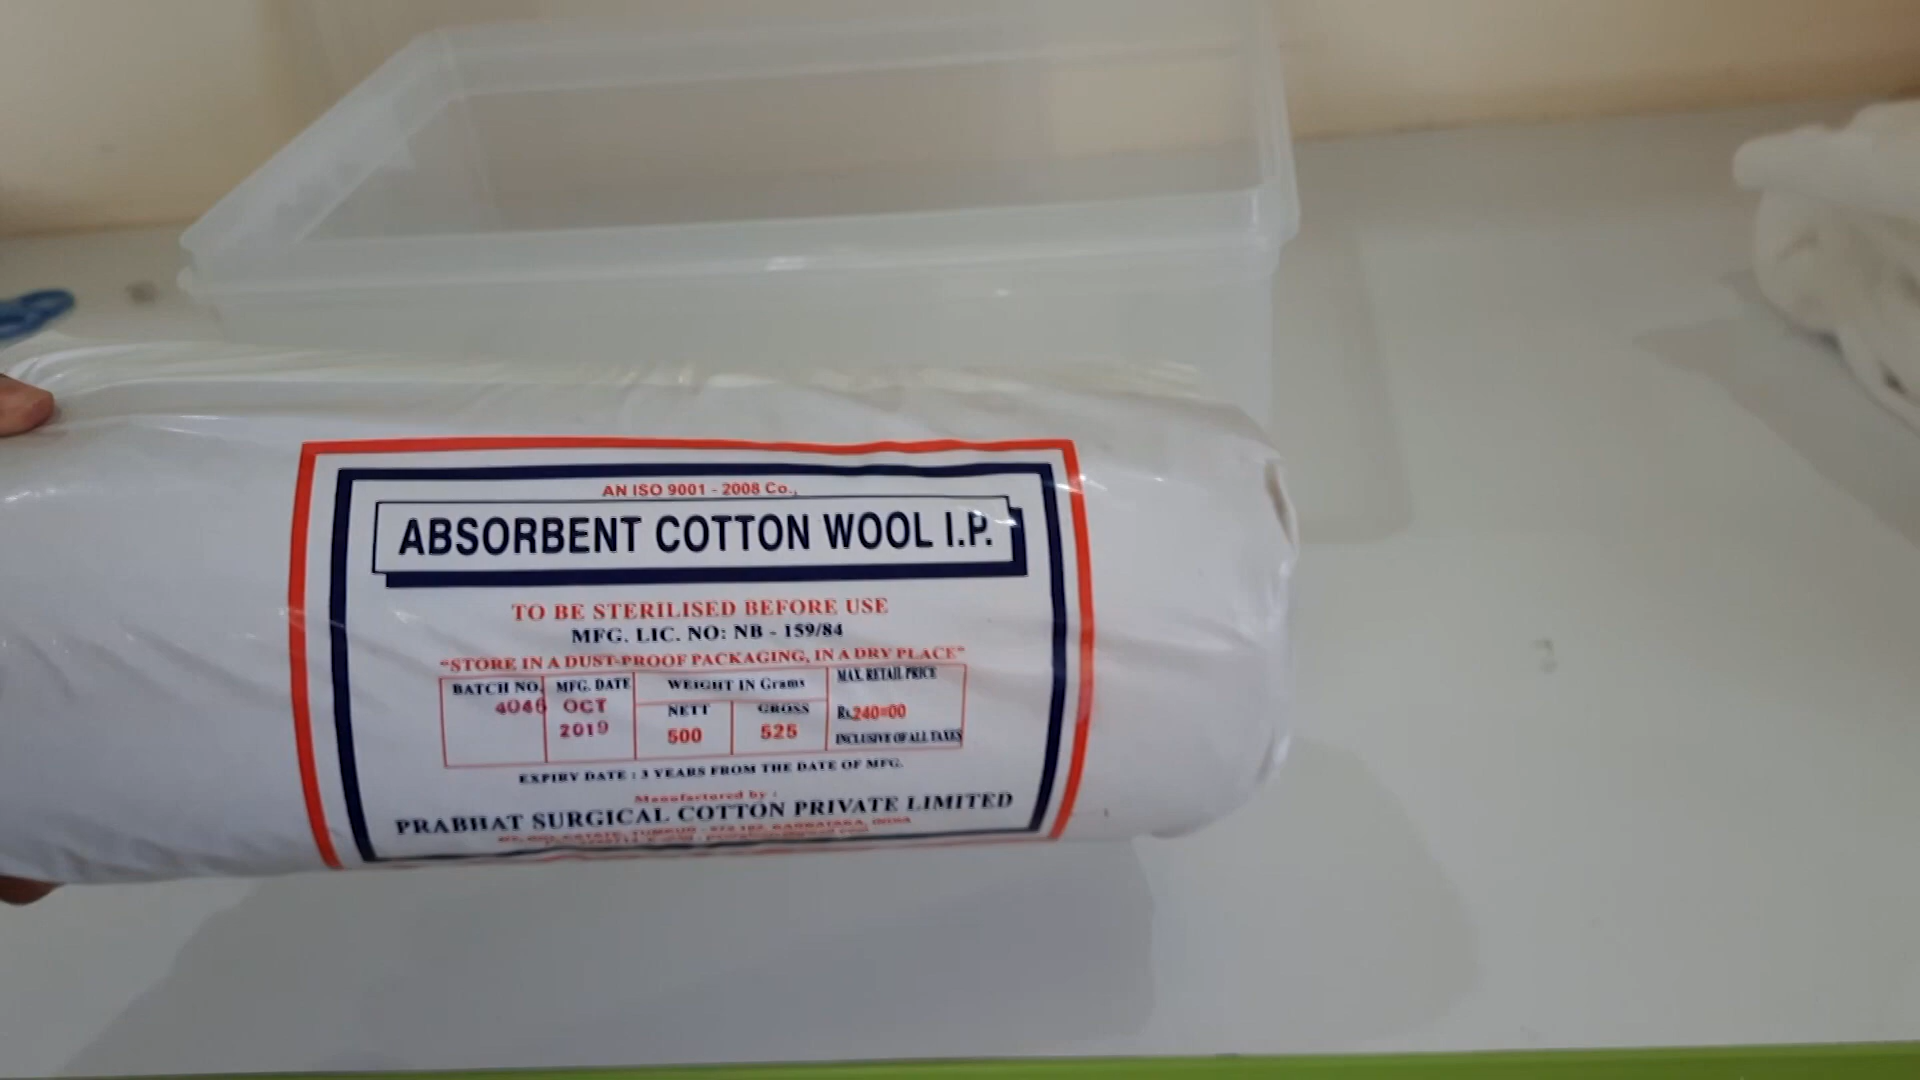 AN ISO 9001 - 2008 Co.,
ABSORBENT COTTON WOOL I.P.
TO BE STERILISED BEFORE USE
MFG. LIC. NO: NB - 159/84
"STORE IN A DUST-PROOF PACKAGING, IN A DRY PLACE"
BATCH NO. MFG. DATE WEIGHT IN Grams MAX. RETAIL PRICE
4046 OCT 2019 NETT GROSS Rs.240=00
500 525 INCLUSIVE OF ALL TAXES
EXPIRY DATE : 3 YEARS FROM THE DATE OF MFG.
Manufactured by :
PRABHAT SURGICAL COTTON PRIVATE LIMITED
KARNATAKA, INDIA